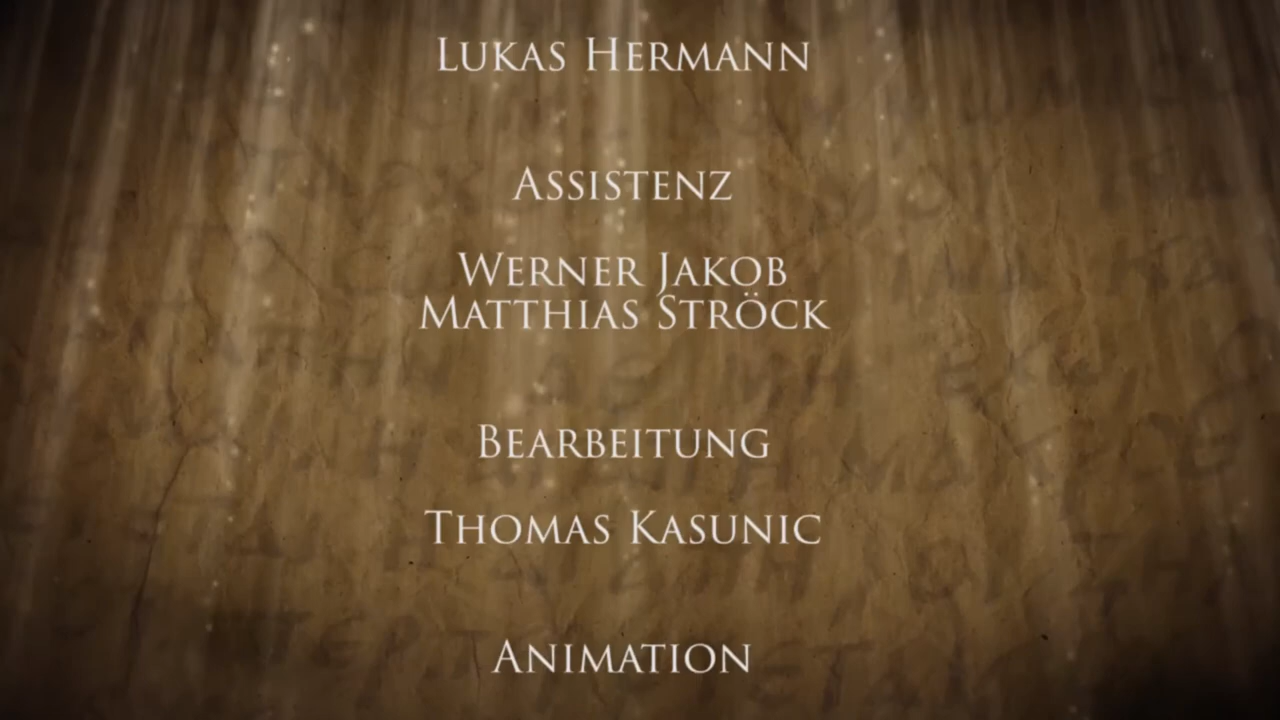 Lukas Hermann
Assistenz
Werner Jakob
Matthias Ströck
Bearbeitung
Thomas Kasunic
Animation